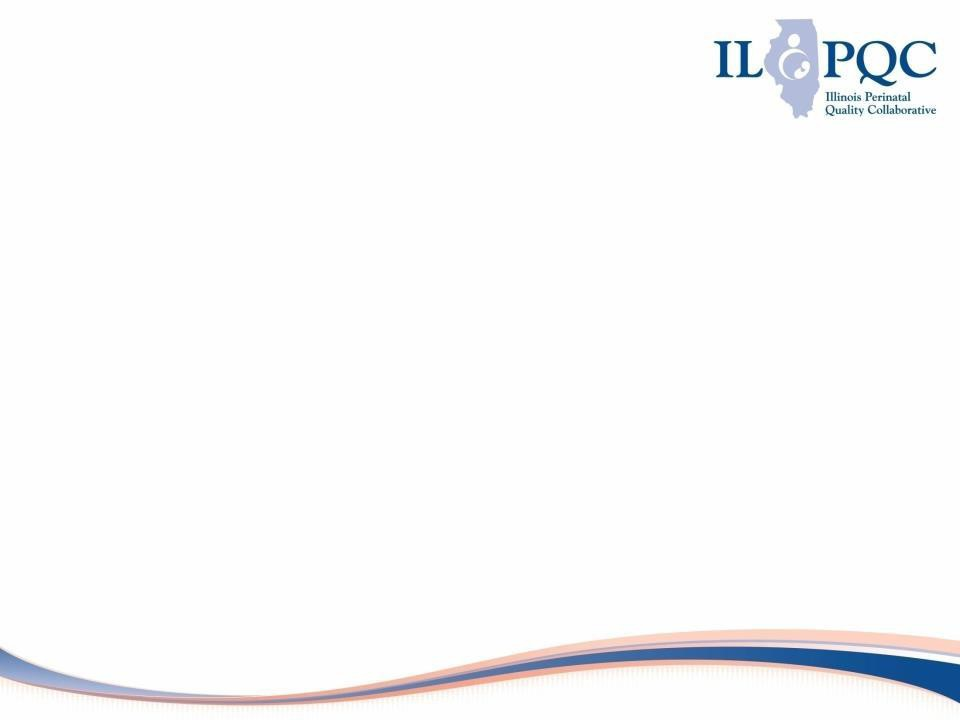 IL PQC
Illinois Perinatal
Quality Collaborative